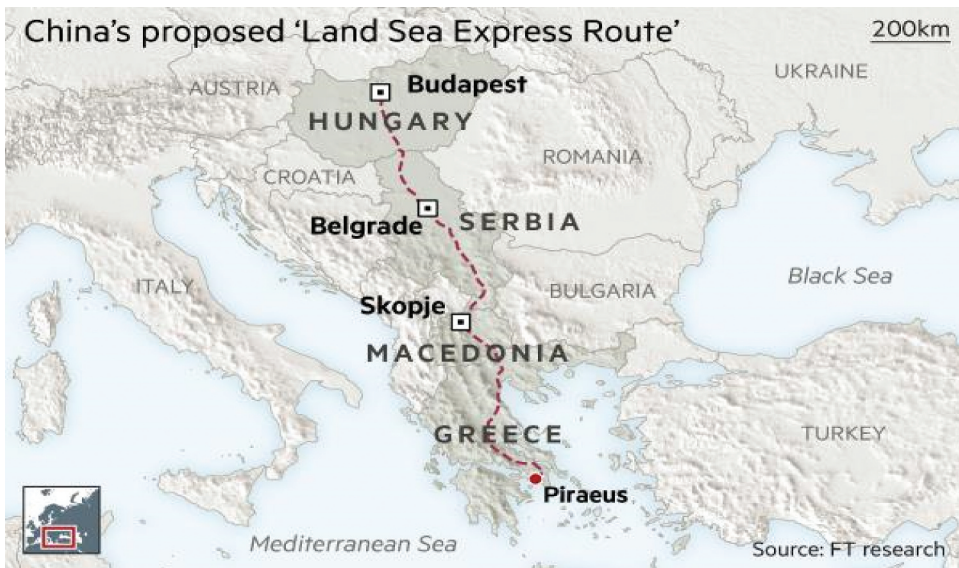 China's proposed ‘Land Sea Express Route’
200km
UKRAINE
AUSTRIA
Budapest
HUNGARY
ROMANIA
CROATIA
Belgrade
SERBIA
Black Sea
ITALY
BULGARIA
Skopje
MACEDONIA
GREECE
TURKEY
Piraeus
Mediterranean Sea
Source: FT research